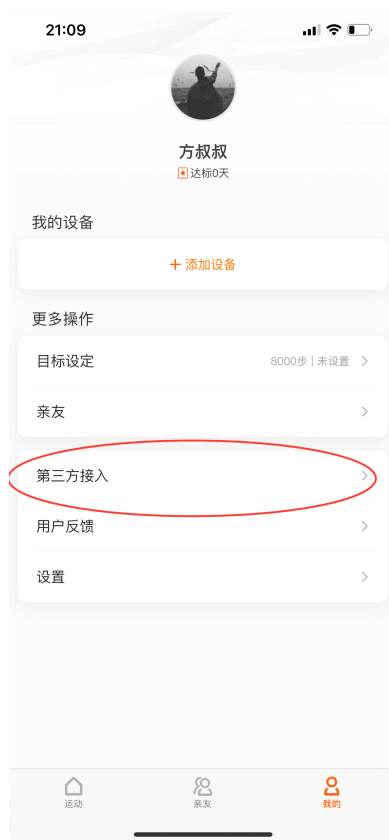 21:09
方叔叔
达标0天
我的设备
+ 添加设备
更多操作
目标设定 8000步 | 未设置
亲友
第三方接入
用户反馈
设置
运动 亲友 我的